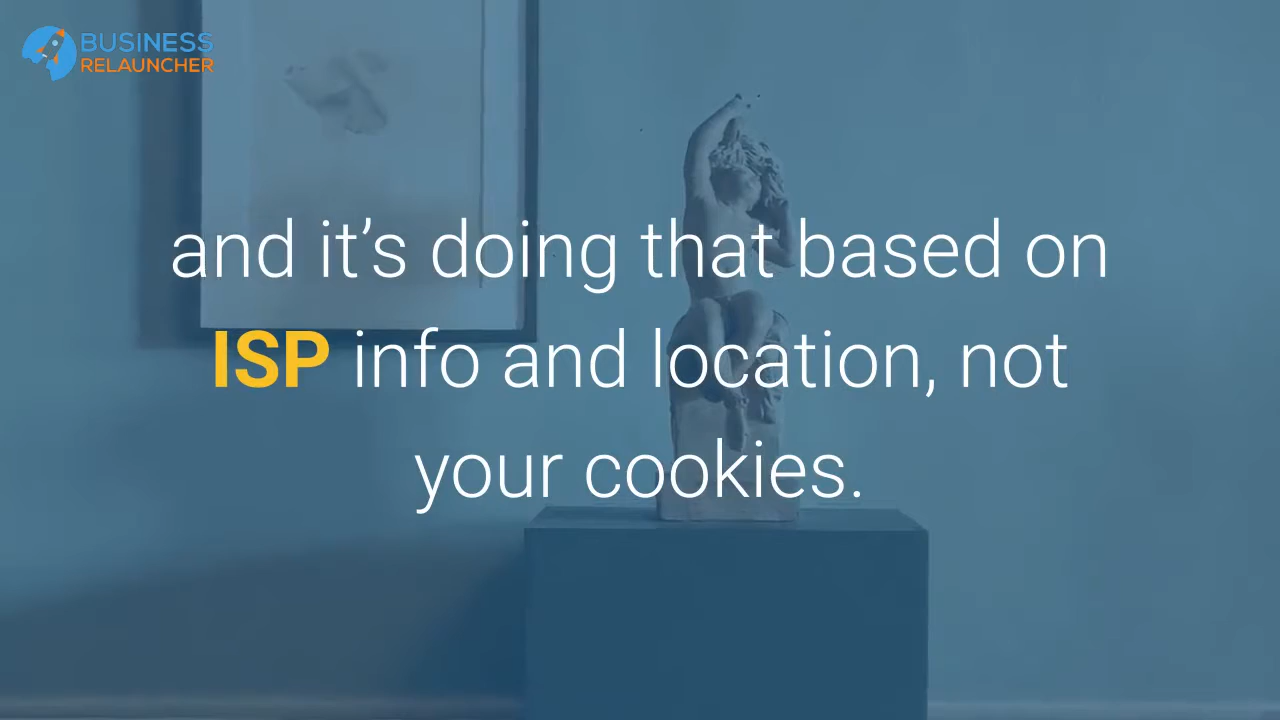 BUSINESS
RELAUNCHER
and it’s doing that based on
ISP info and location, not
your cookies.